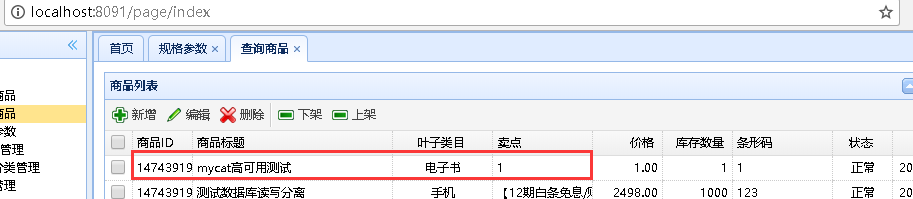 localhost:8091/page/index
首页 规格参数 × 查询商品 ×
商品列表
商品
新增 编辑 删除 下架 上架
商品
参数
商品ID 商品标题 叶子类目 卖点 价格 库存数量 条形码 状态
管理
分类管理
14743919 mycat高可用测试 电子书 1 1.00 1 1 正常 20
管理
14743919 测试数据库读写分离 手机 【12期白条免息 2498.00 1000 123 正常 20